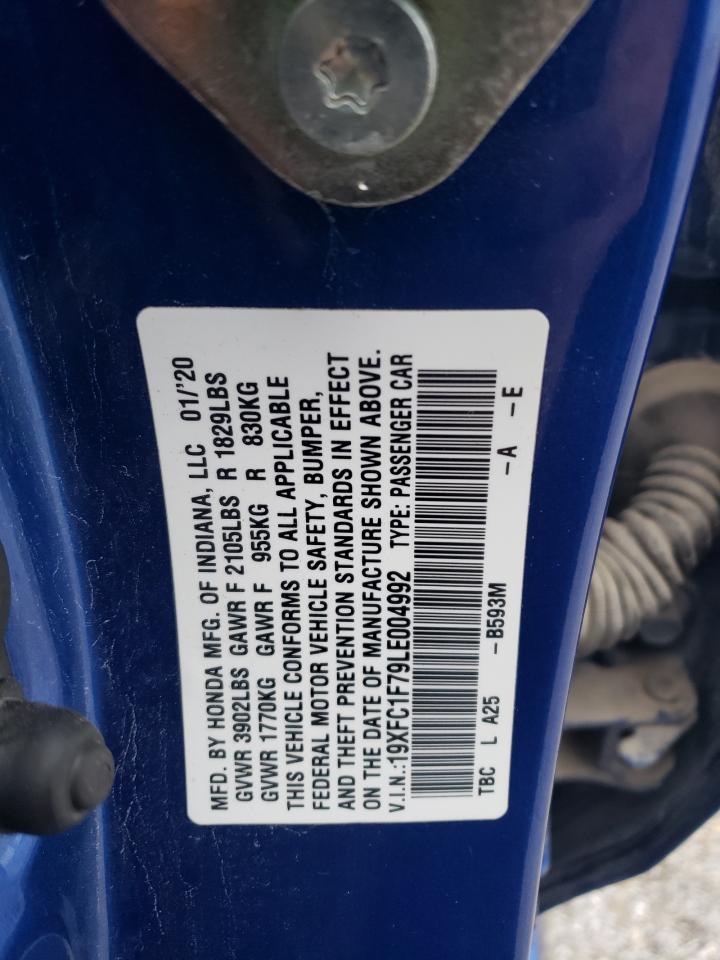 MFD. BY HONDA MFG. OF INDIANA, LLC 01/'20
GVWR 3902LBS GAWR F 2105LBS R 1829LBS
GVWR 1770KG GAWR F 955KG R 830KG
THIS VEHICLE CONFORMS TO ALL APPLICABLE
FEDERAL MOTOR VEHICLE SAFETY, BUMPER,
AND THEFT PREVENTION STANDARDS IN EFFECT
ON THE DATE OF MANUFACTURE SHOWN ABOVE.
V.I.N.:19XFC1F79LE004992 TYPE: PASSENGER CAR
TBC L A25 -B593M -A -E